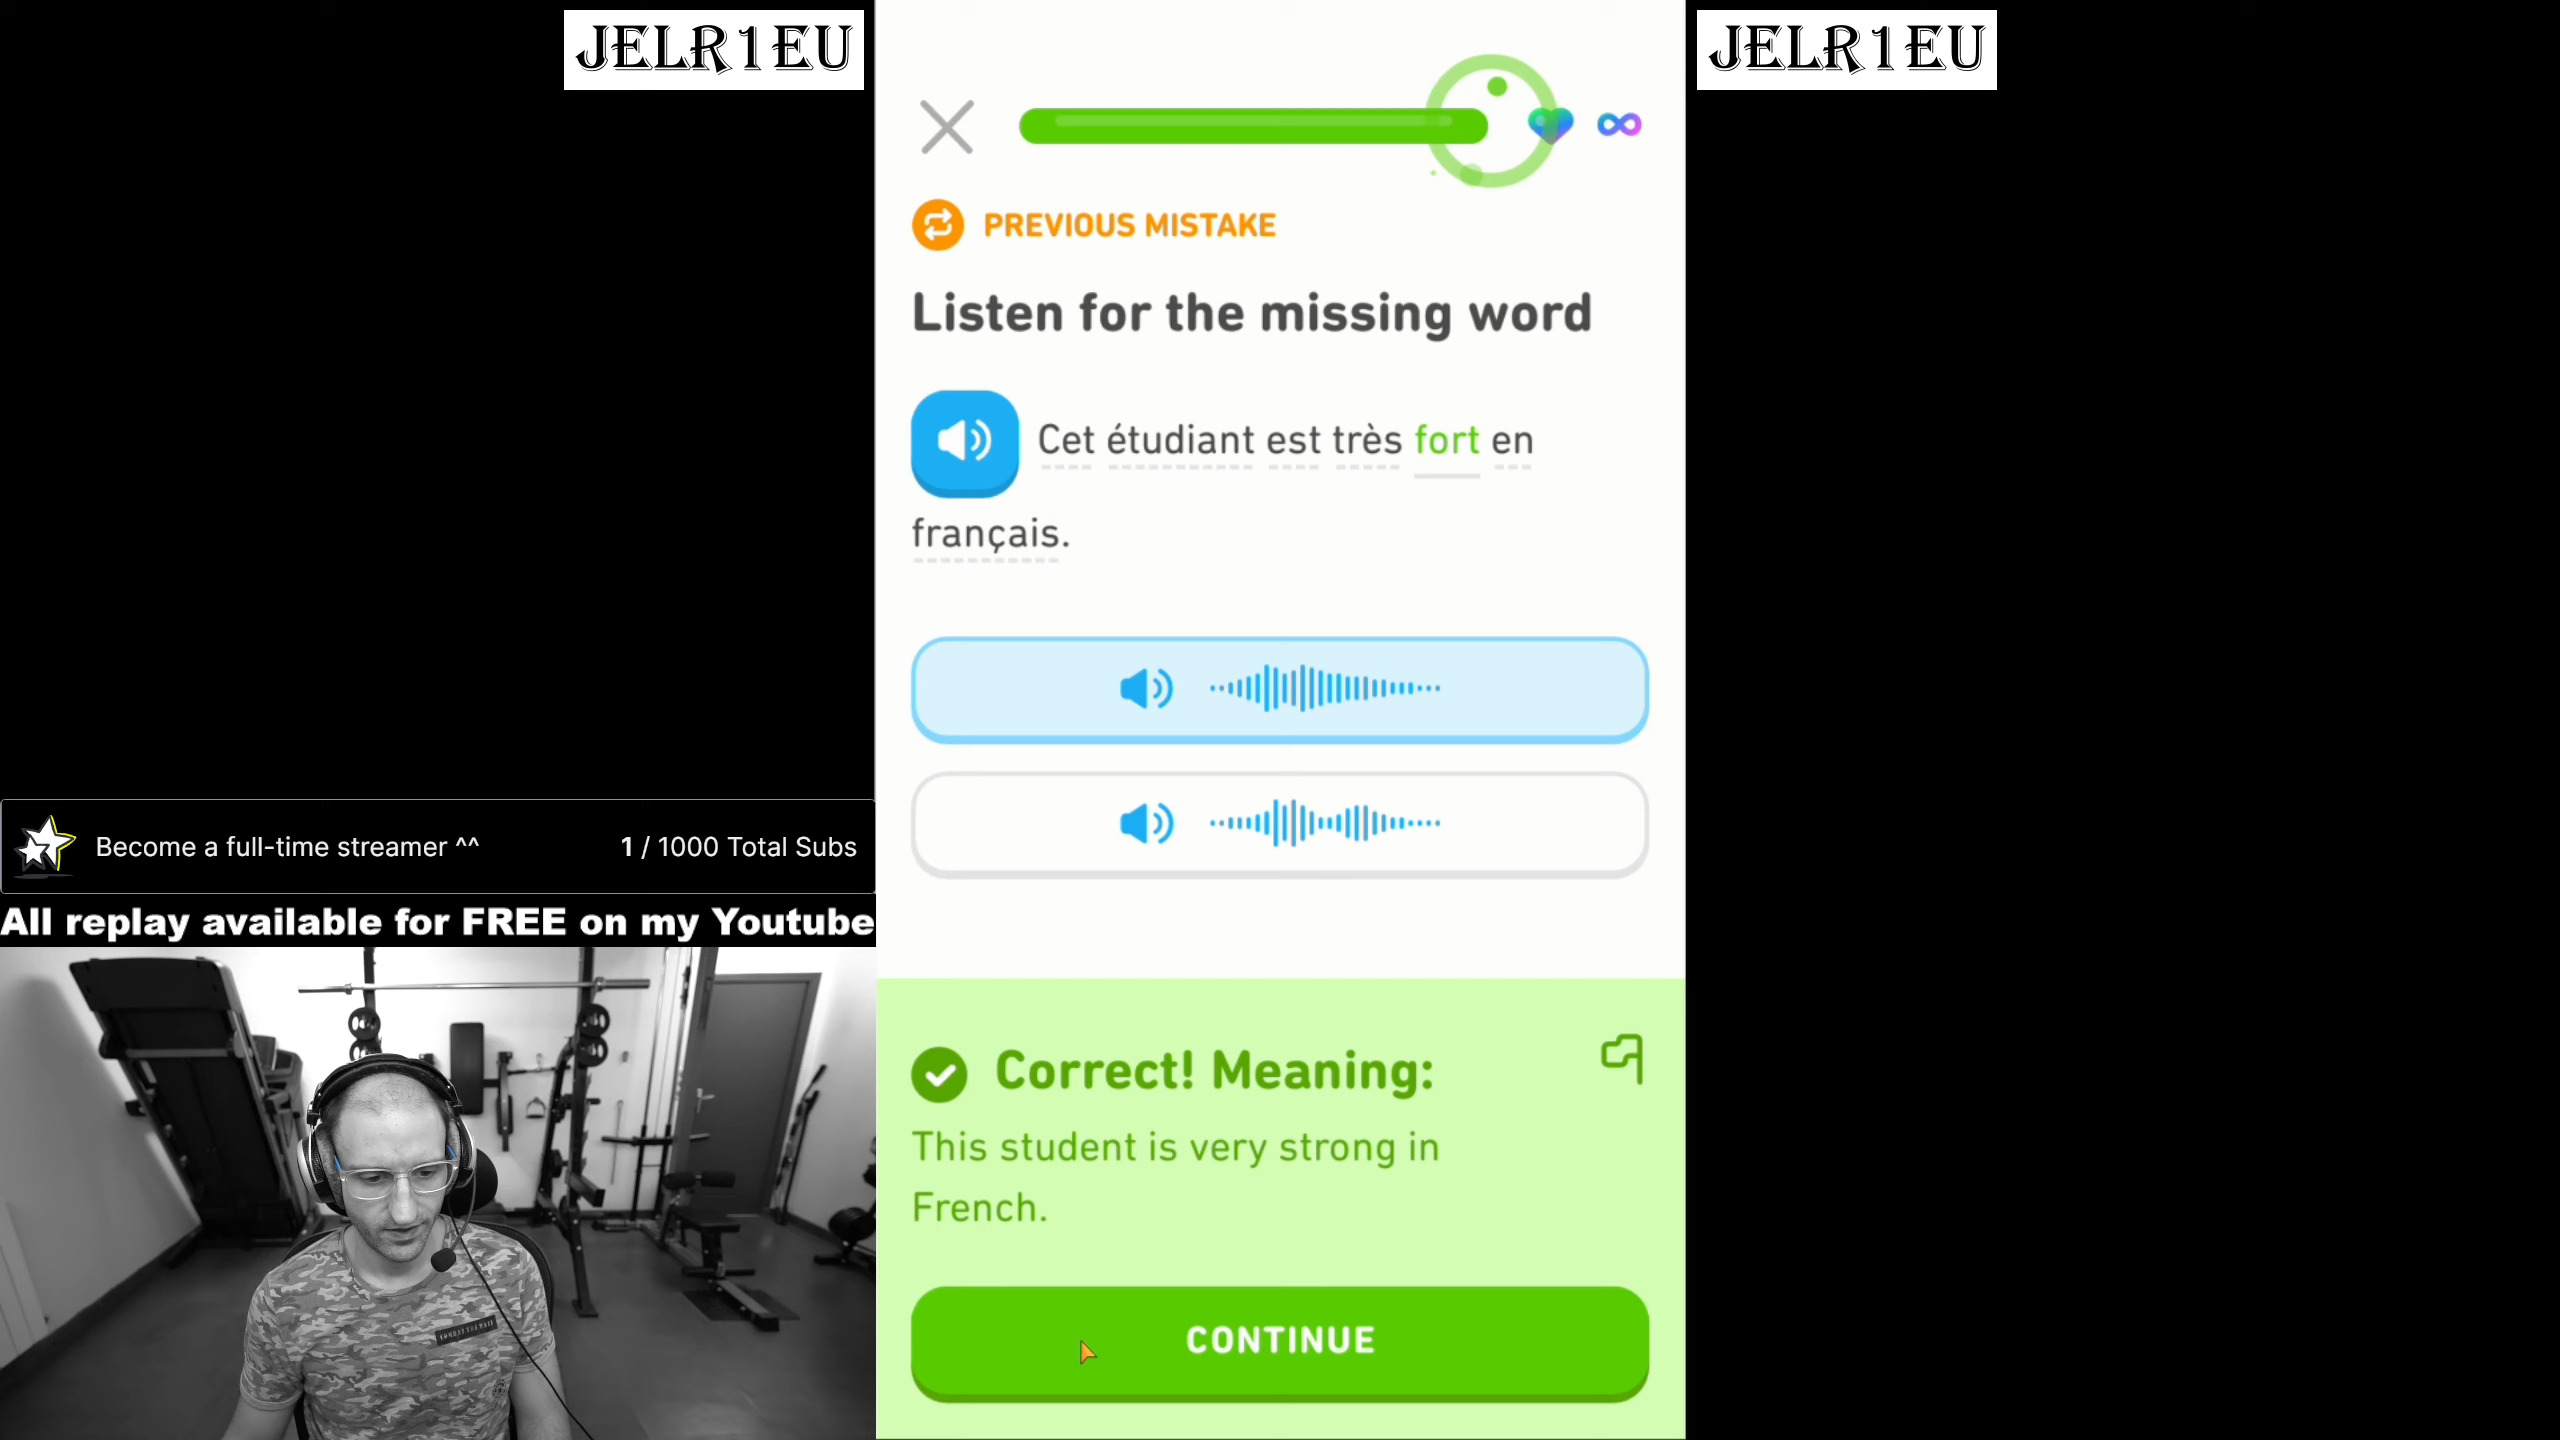 JELR1EU
JELR1EU
PREVIOUS MISTAKE
Listen for the missing word
Cet étudiant est très fort en
français.
Become a full-time streamer ^^ 1 / 1000 Total Subs
All replay available for FREE on my Youtube
Correct! Meaning:
This student is very strong in
French.
CONTINUE